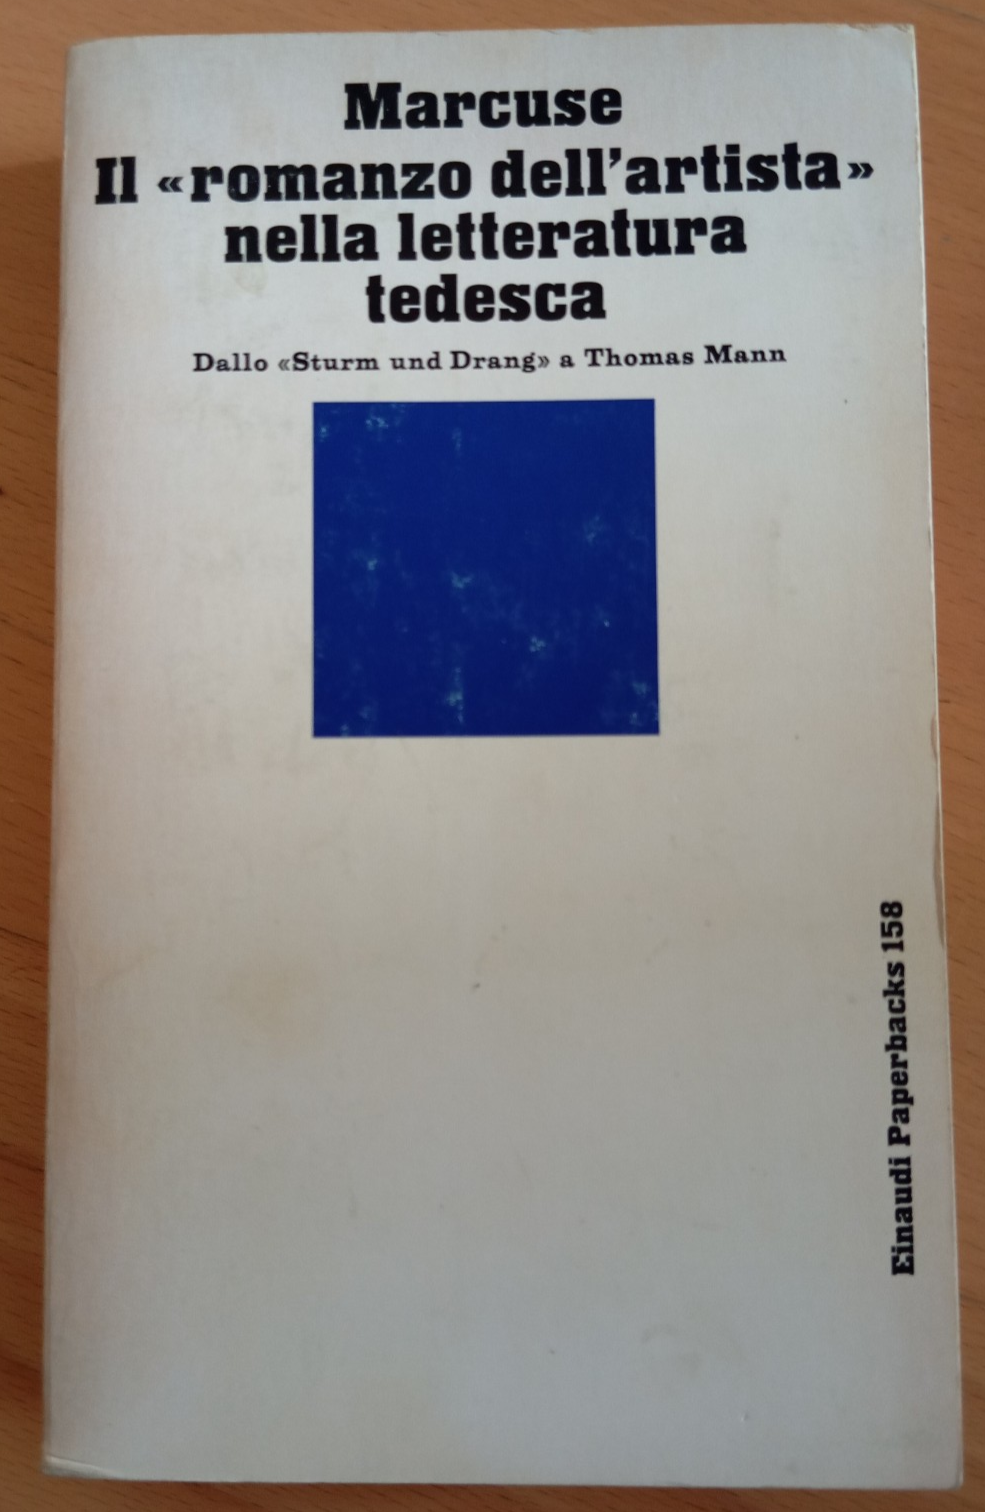 Marcuse
Il «romanzo dell'artista»
nella letteratura
tedesca
Dallo «Sturm und Drang» a Thomas Mann
Einaudi Paperbacks 158